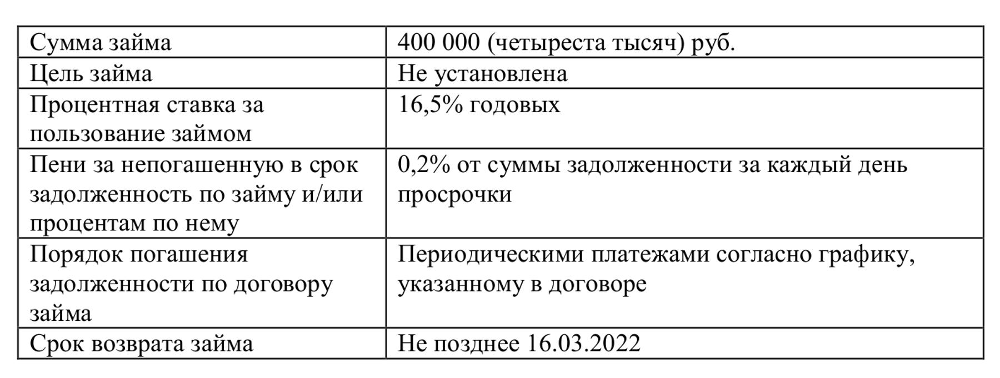 Сумма займа
400 000 (четыреста тысяч) руб.
Цель займа
Не установлена
Процентная ставка за
пользование займом
16,5% годовых
Пени за непогашенную в срок
задолженность по займу и/или
процентам по нему
0,2% от суммы задолженности за каждый день
просрочки
Порядок погашения
задолженности по договору
займа
Периодическими платежами согласно графику,
указанному в договоре
Срок возврата займа
Не позднее 16.03.2022